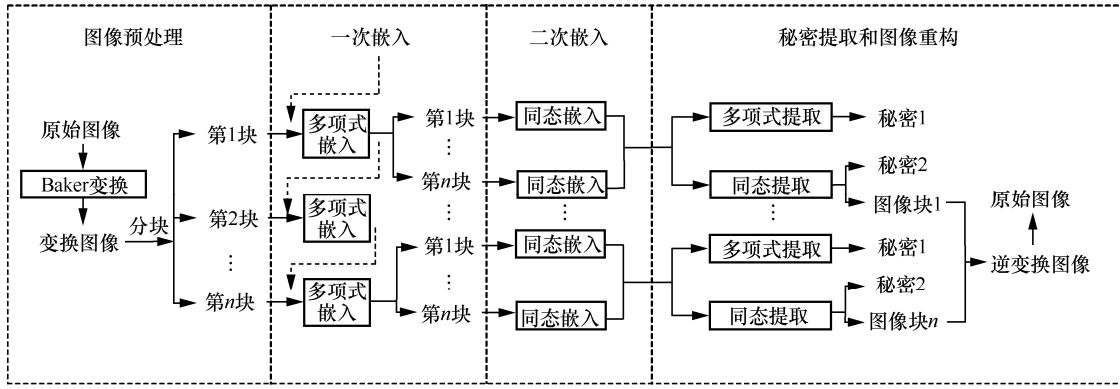 图像预处理
一次嵌入
二次嵌入
秘密提取和图像重构
原始图像
Baker变换
变换图像
分块
第1块
第2块
⋮
第n块
多项式
嵌入
多项式
嵌入
多项式
嵌入
第1块
⋮
第n块
第1块
⋮
第n块
同态嵌入
同态嵌入
⋮
同态嵌入
同态嵌入
多项式提取
同态提取
⋮
多项式提取
同态提取
秘密1
秘密2
图像块1
秘密1
秘密2
图像块n
原始图像
逆变换图像